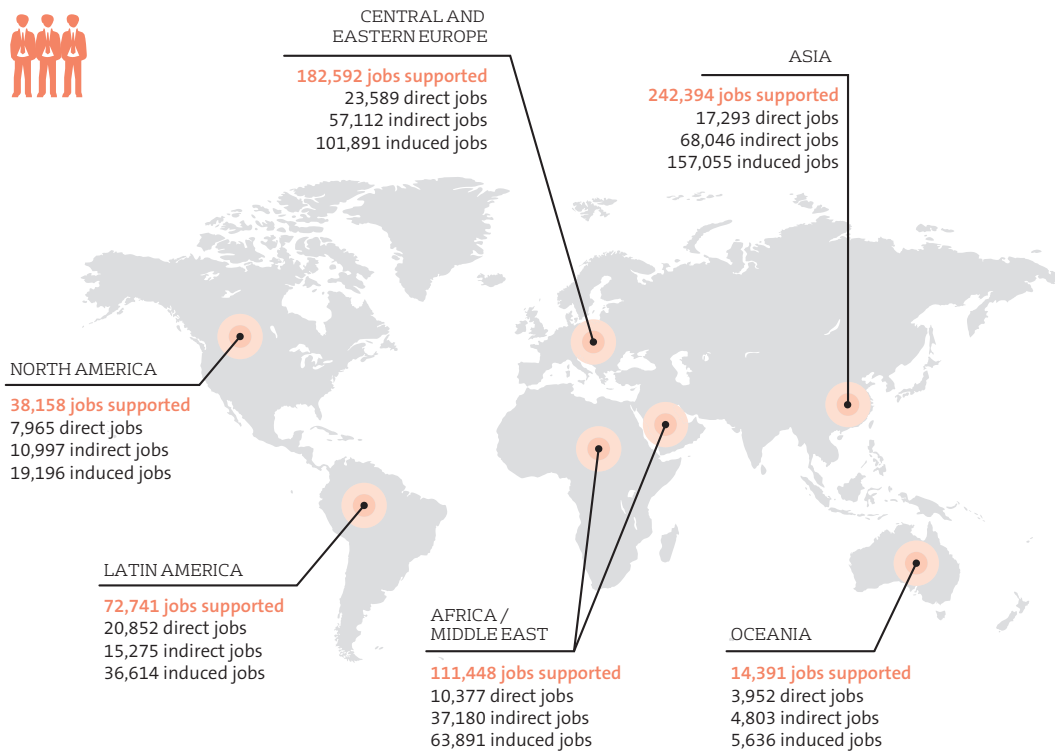 CENTRAL AND
EASTERN EUROPE
182,592 jobs supported
23,589 direct jobs
57,112 indirect jobs
101,891 induced jobs
ASIA
242,394 jobs supported
17,293 direct jobs
68,046 indirect jobs
157,055 induced jobs
NORTH AMERICA
38,158 jobs supported
7,965 direct jobs
10,997 indirect jobs
19,196 induced jobs
LATIN AMERICA
72,741 jobs supported
20,852 direct jobs
15,275 indirect jobs
36,614 induced jobs
AFRICA /
MIDDLE EAST
111,448 jobs supported
10,377 direct jobs
37,180 indirect jobs
63,891 induced jobs
OCEANIA
14,391 jobs supported
3,952 direct jobs
4,803 indirect jobs
5,636 induced jobs